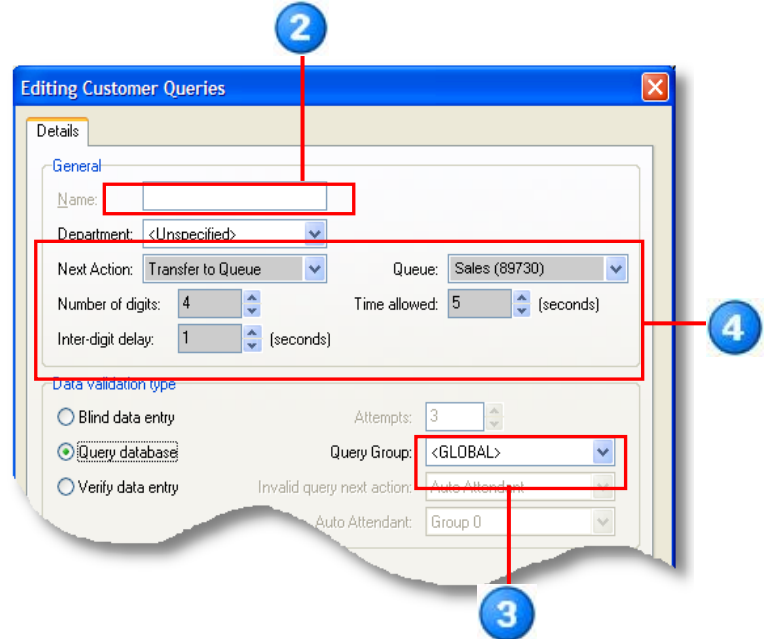 2
Editing Customer Queries
Details
General
Name:
Department: <Unspecified>
Next Action: Transfer to Queue Queue: Sales (89730)
Number of digits: 4 Time allowed: 5 (seconds)
Inter-digit delay: 1 (seconds)
4
Data validation type
Blind data entry Attempts: 3
Query database Query Group: <GLOBAL>
Verify data entry Invalid query next action: Auto Attendant
Auto Attendant: Group 0
3